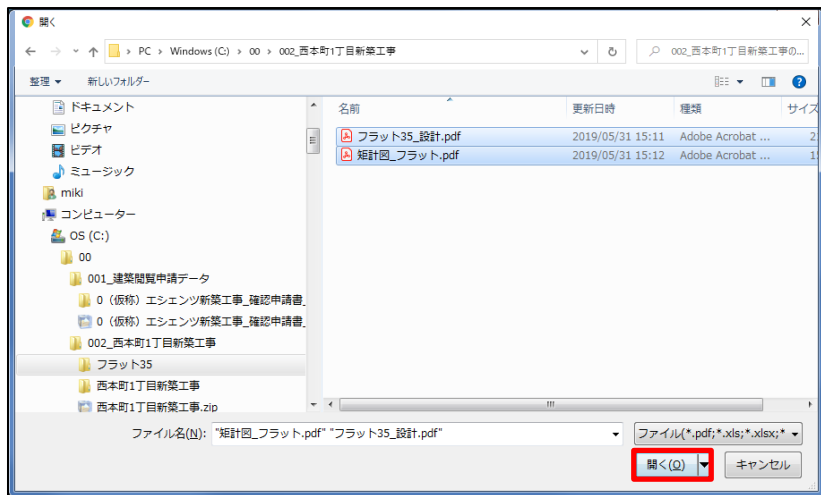 開く
PC › Windows (C:) › 00 › 002_西本町1丁目新築工事
002_西本町1丁目新築工事の...
整理
新しいフォルダー
ドキュメント
ピクチャ
ビデオ
ミュージック
miki
コンピューター
OS (C:)
00
001_建築閲覧申請データ
0（仮称）エシェンツ新築工事_確認申請書_
0（仮称）エシェンツ新築工事_確認申請書_
002_西本町1丁目新築工事
フラット35
西本町1丁目新築工事
西本町1丁目新築工事.zip
名前 更新日時 種類 サイズ
フラット35_設計.pdf 2019/05/31 15:11 Adobe Acrobat ...
矩計図_フラット.pdf 2019/05/31 15:12 Adobe Acrobat ...
ファイル名(N): "矩計図_フラット.pdf" "フラット35_設計.pdf"
ファイル(*.pdf;*.xls;*.xlsx;*
開く(O)
キャンセル